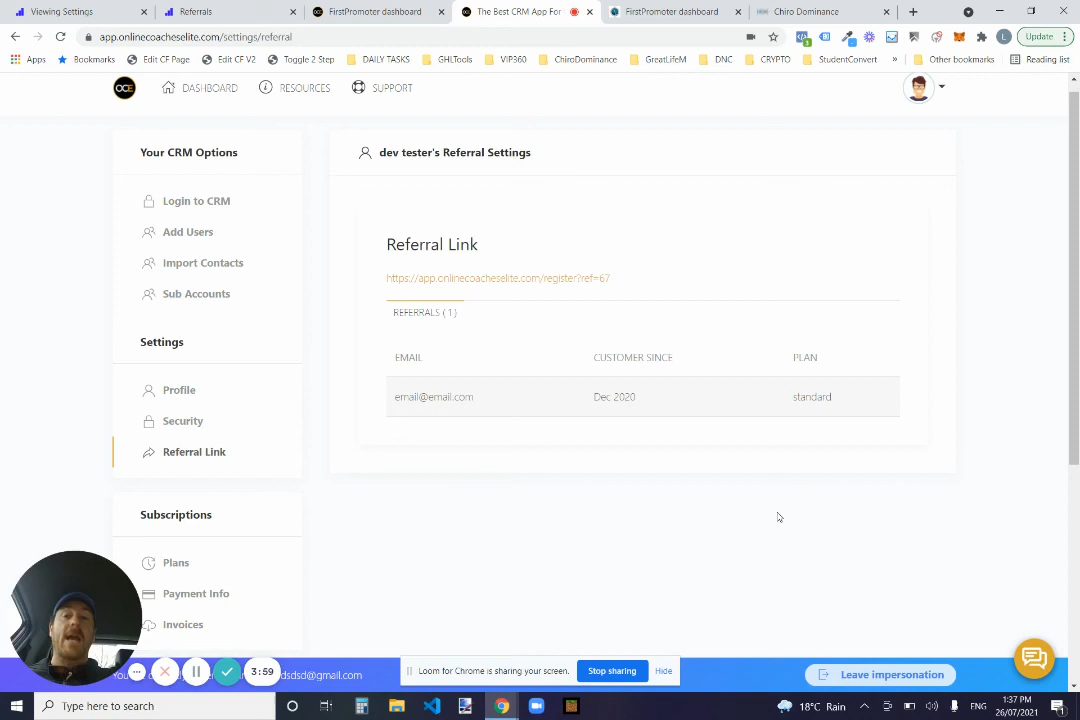 Viewing Settings
Referrals
FirstPromoter dashboard
The Best CRM App For
FirstPromoter dashboard
Chiro Dominance
app.onlinecoacheselite.com/settings/referral
Update
Apps
Bookmarks
Edit CF Page
Edit CF V2
Toggle 2 Step
DAILY TASKS
GHLTools
VIP360
ChiroDominance
GreatLifeM
DNC
CRYPTO
StudentConvert
»
Other bookmarks
Reading list
OCE
DASHBOARD
RESOURCES
SUPPORT
Your CRM Options
Login to CRM
Add Users
Import Contacts
Sub Accounts
Settings
Profile
Security
Referral Link
Subscriptions
Plans
Payment Info
Invoices
dev tester's Referral Settings
Referral Link
https://app.onlinecoacheselite.com/register?ref=67
REFERRALS ( 1 )
EMAIL CUSTOMER SINCE PLAN
email@email.com Dec 2020 standard
3:59
dsdsd@gmail.com
Loom for Chrome is sharing your screen.
Stop sharing
Hide
Leave impersonation
Type here to search
18°C Rain
ENG
1:37 PM
26/07/2021